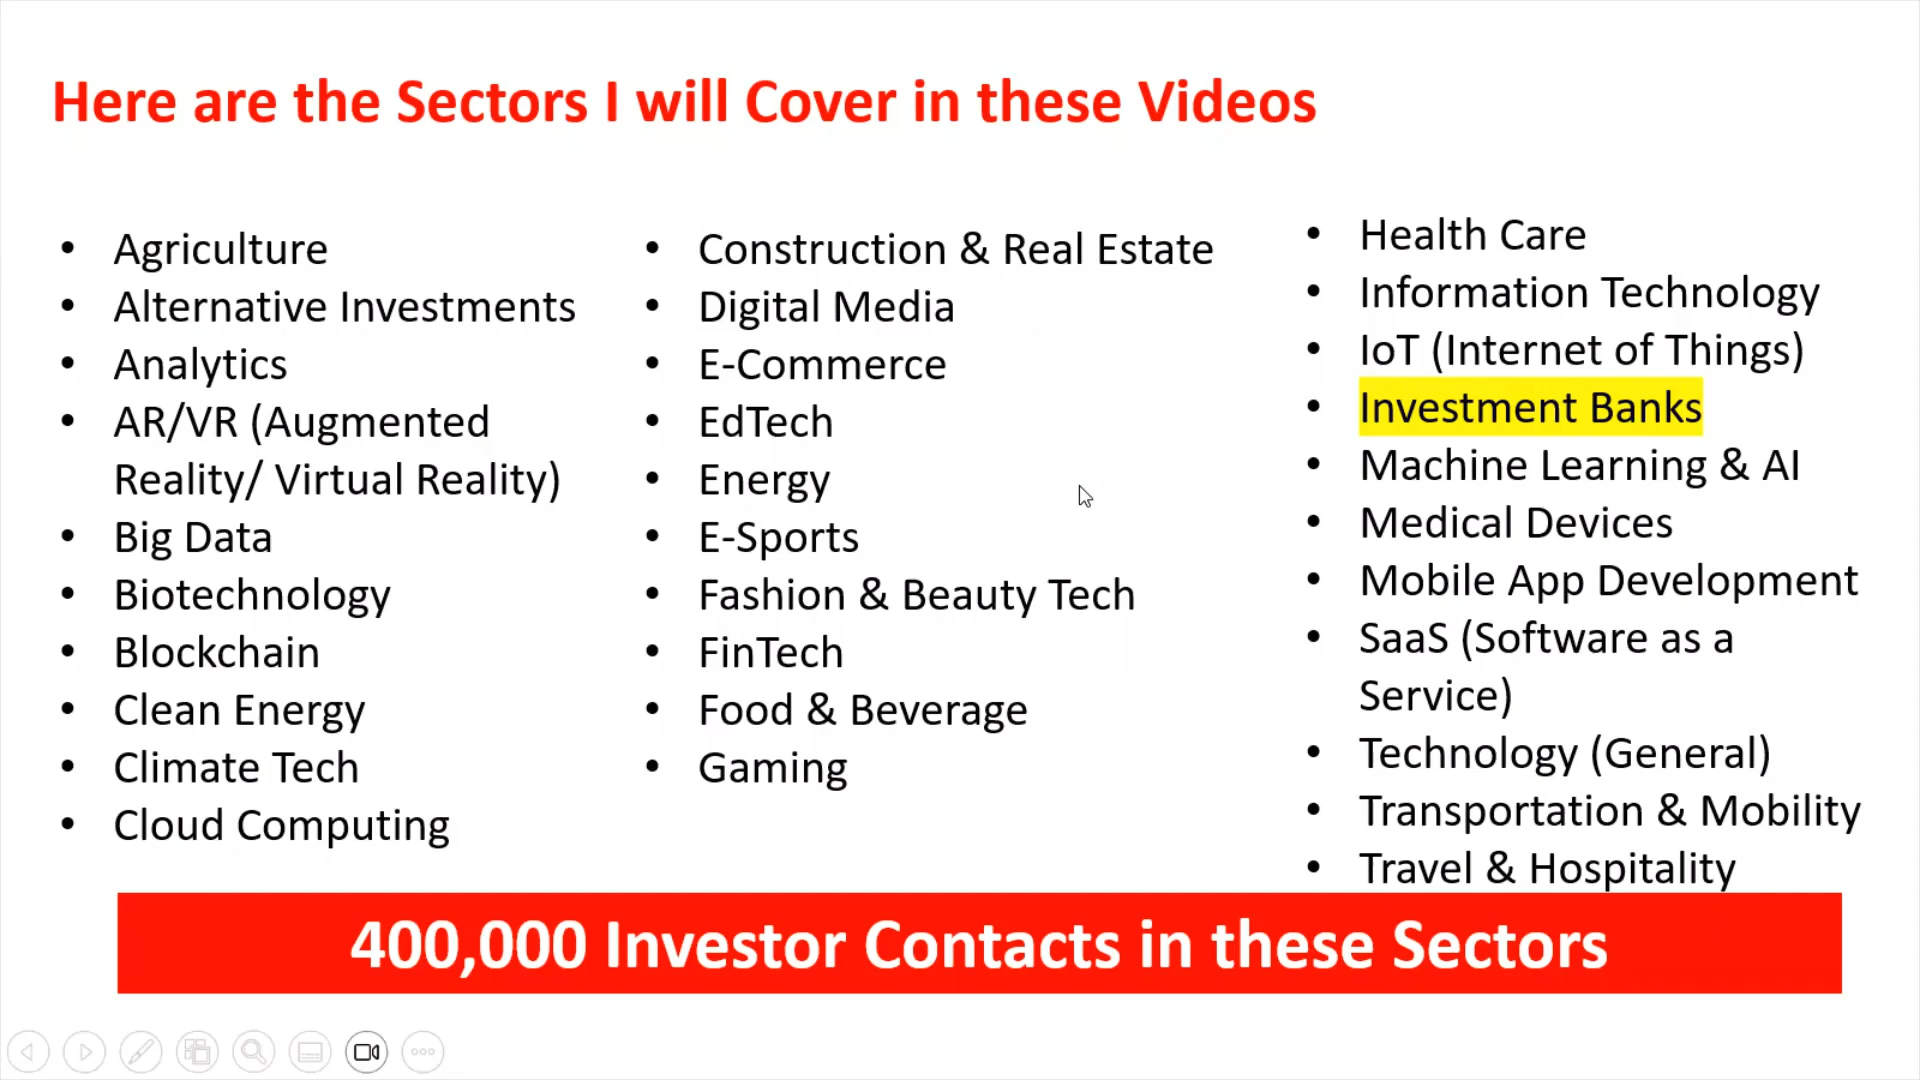 Here are the Sectors I will Cover in these Videos
• Agriculture
• Alternative Investments
• Analytics
• AR/VR (Augmented
Reality/ Virtual Reality)
• Big Data
• Biotechnology
• Blockchain
• Clean Energy
• Climate Tech
• Cloud Computing
• Construction & Real Estate
• Digital Media
• E-Commerce
• EdTech
• Energy
• E-Sports
• Fashion & Beauty Tech
• FinTech
• Food & Beverage
• Gaming
• Health Care
• Information Technology
• IoT (Internet of Things)
• Investment Banks
• Machine Learning & AI
• Medical Devices
• Mobile App Development
• SaaS (Software as a
Service)
• Technology (General)
• Transportation & Mobility
• Travel & Hospitality
400,000 Investor Contacts in these Sectors